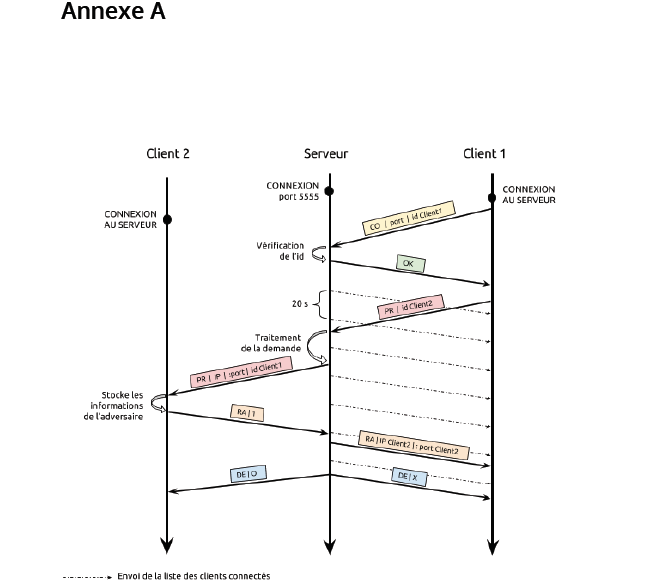 Annexe A
Client 2
Serveur
Client 1
CONNEXION
port 5555
CONNEXION
AU SERVEUR
CONNEXION
AU SERVEUR
CO | port | id Client1
Vérification
de l'id
OK
20 s
PR | id Client2
Traitement
de la demande
PR | IP | :port | id Client1
Stocke les
informations
de l'adversaire
RA | 1
RA | IP Client2 | : port Client2
DE | O
DE | X
Envoi de la liste des clients connectés